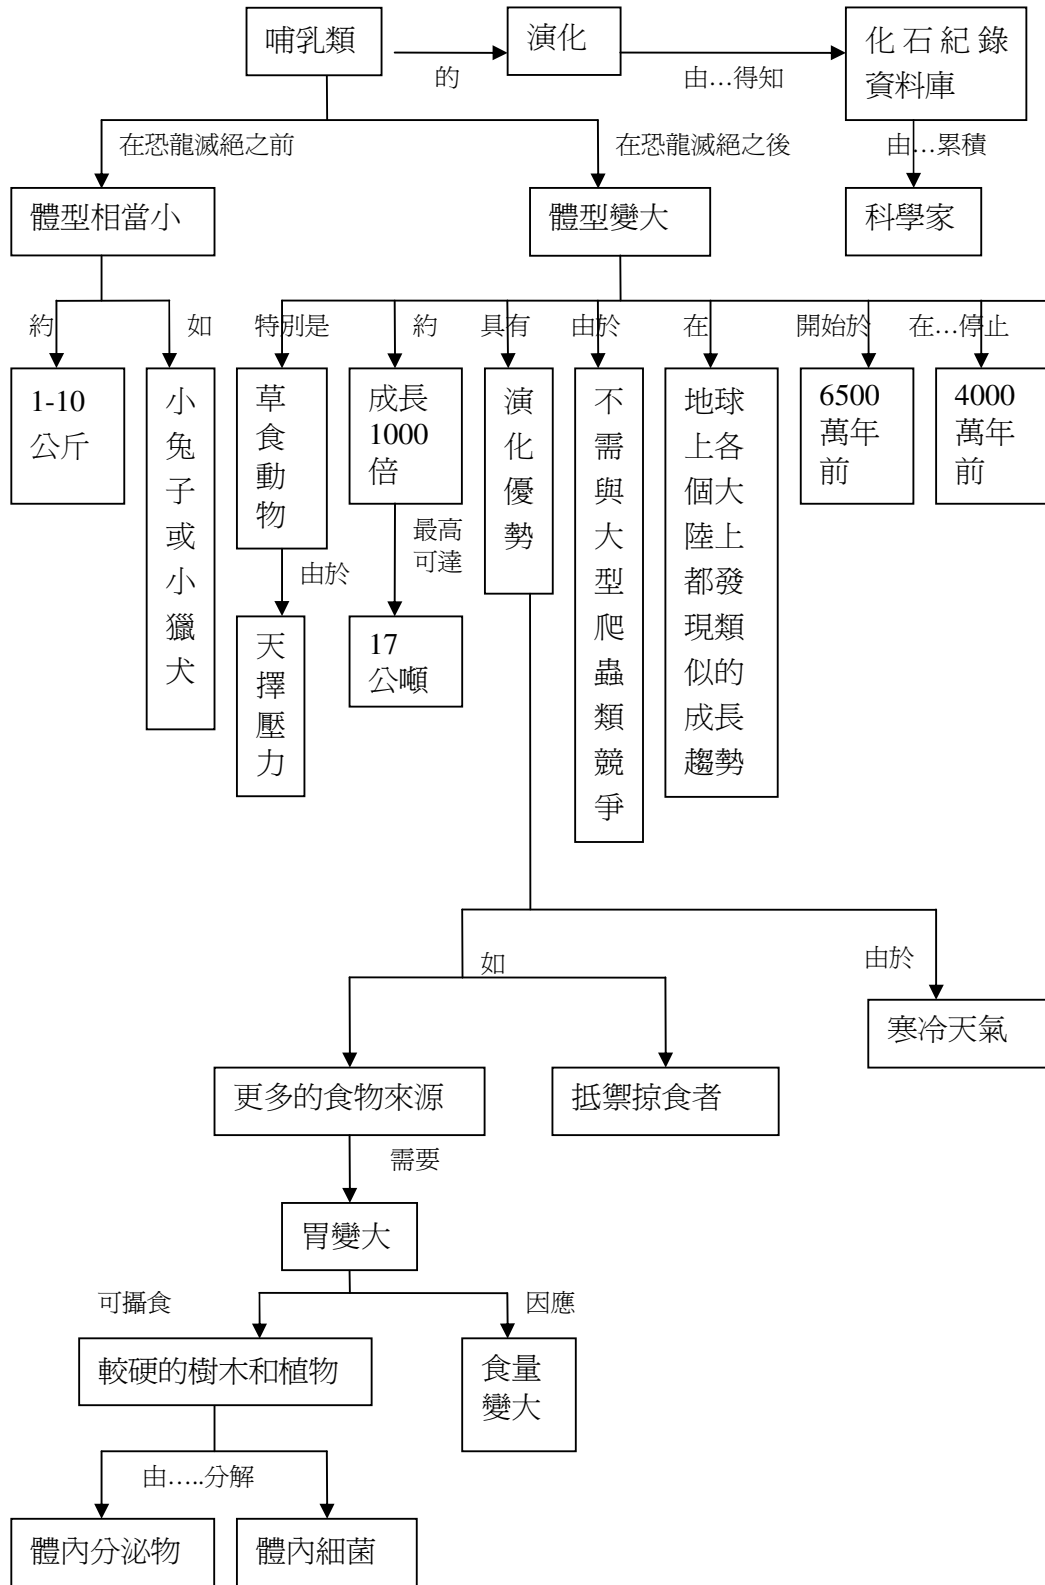 哺乳類
演化
化石紀錄
資料庫
的
由…得知
在恐龍滅絕之前
在恐龍滅絕之後
由…累積
體型相當小
體型變大
科學家
約
如
特別是
約
具有
由於
在
開始於
在…停止
1-10
公斤
小兔子或小獵犬
草食動物
成長
1000
倍
演化優勢
不需與大型爬蟲類競爭
地球
上各
個大
陸上
都發
現類
似的
成長
趨勢
6500
萬年
前
4000
萬年
前
最高
可達
由於
天擇壓力
17
公噸
如
由於
寒冷天氣
更多的食物來源
抵禦掠食者
需要
胃變大
可攝食
因應
較硬的樹木和植物
食量
變大
由…..分解
體內分泌物
體內細菌